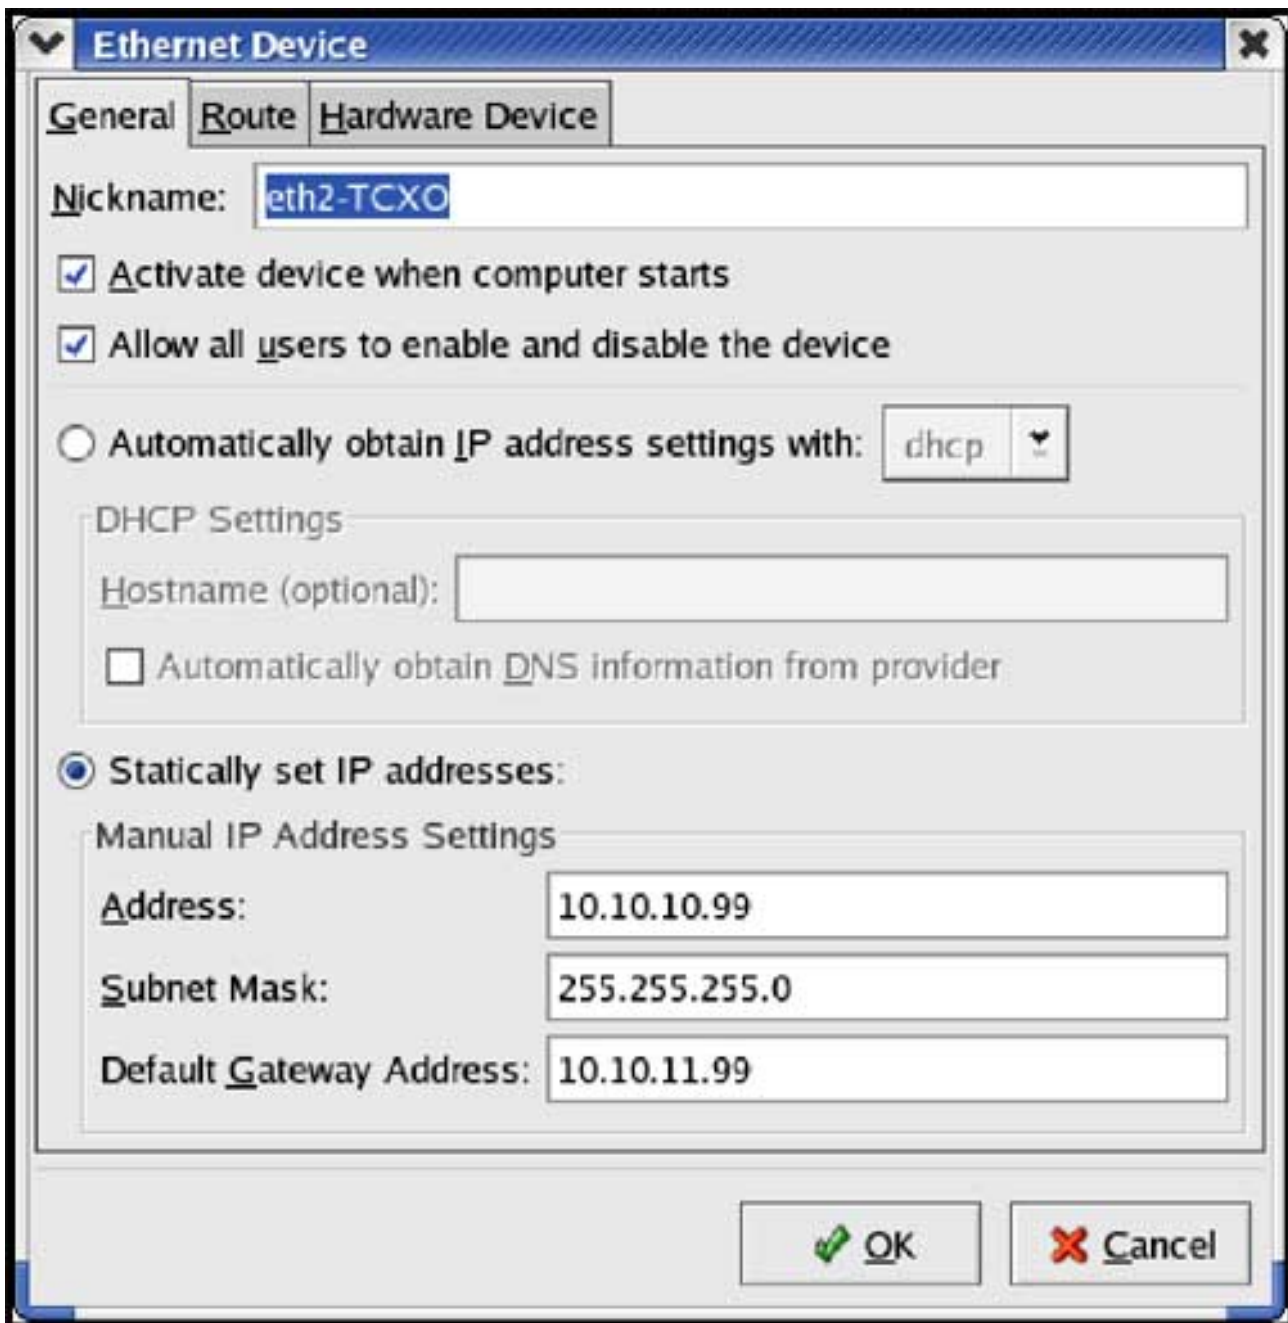 Ethernet Device
General Route Hardware Device
Nickname: eth2-TCXO
Activate device when computer starts
Allow all users to enable and disable the device
Automatically obtain IP address settings with: dhcp
DHCP Settings
Hostname (optional):
Automatically obtain DNS information from provider
Statically set IP addresses:
Manual IP Address Settings
Address: 10.10.10.99
Subnet Mask: 255.255.255.0
Default Gateway Address: 10.10.11.99
OK Cancel